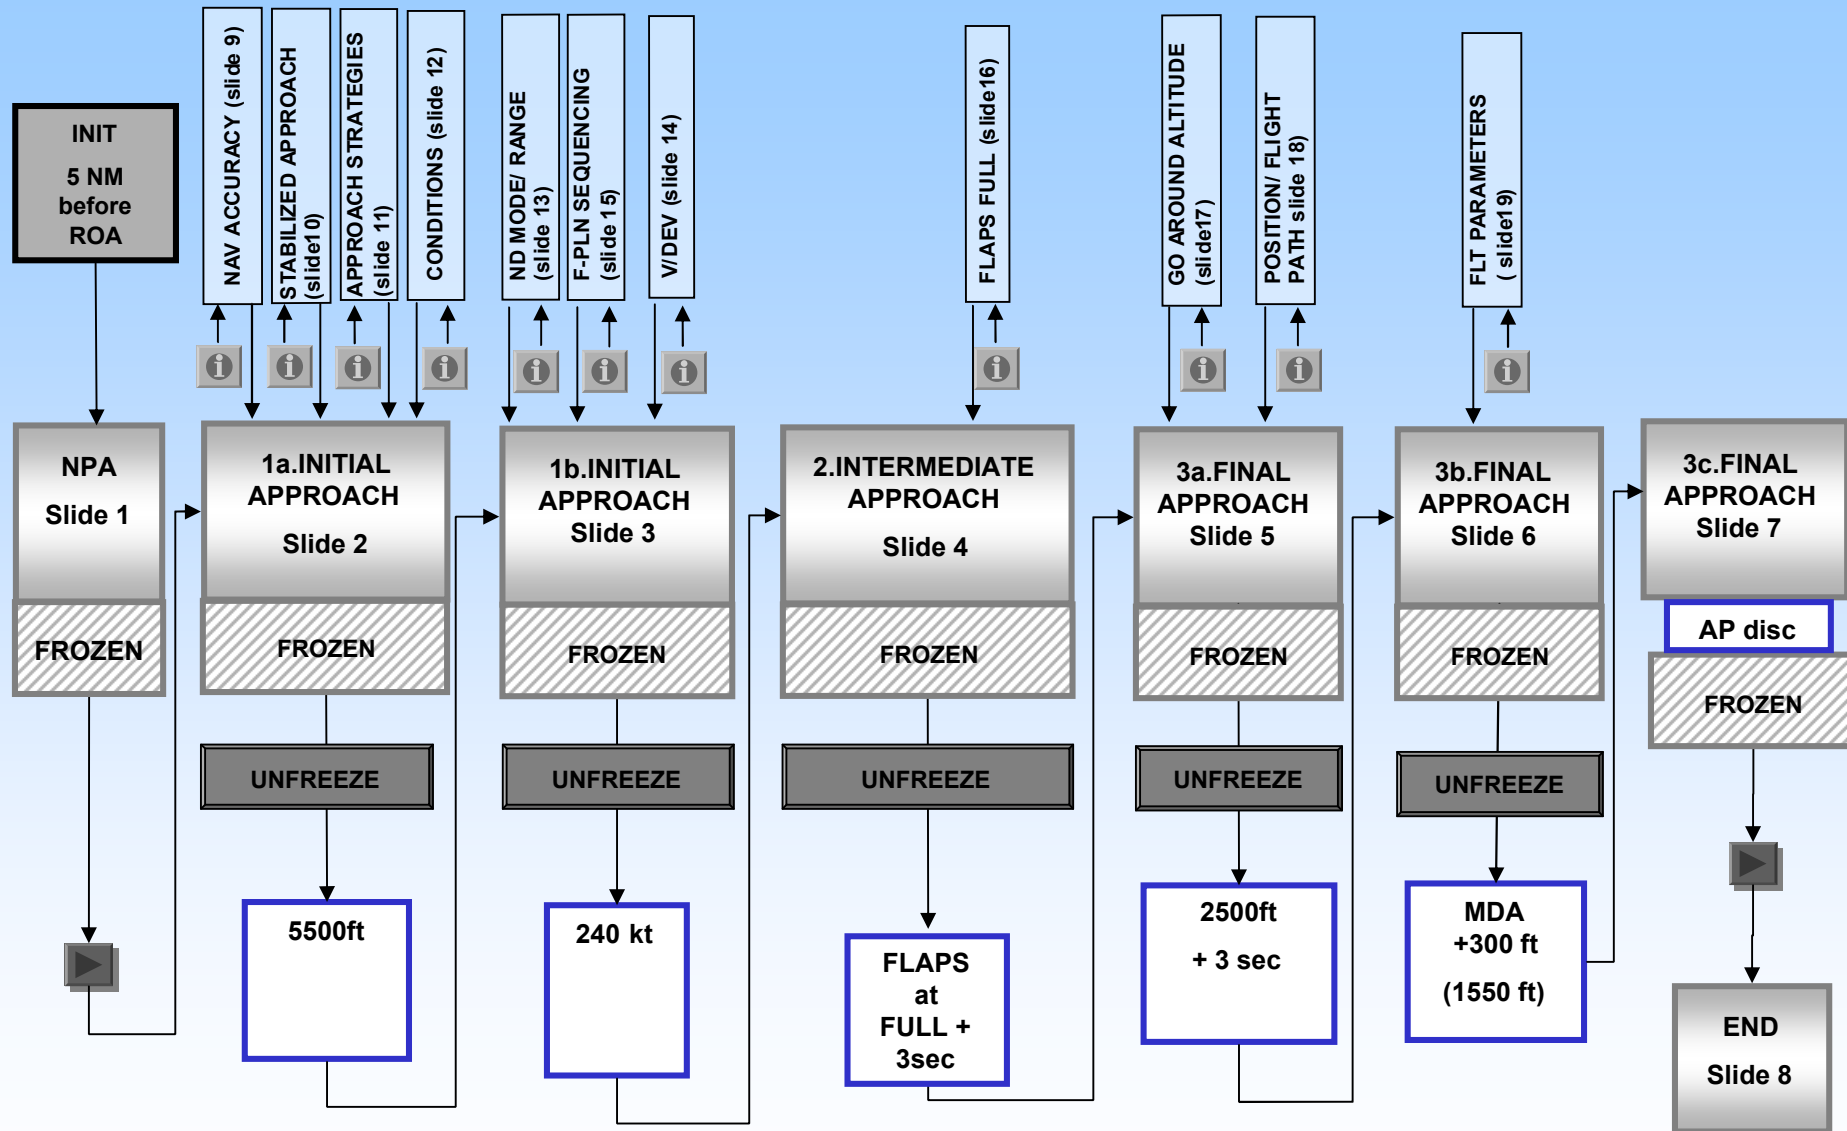 INIT
5 NM
before
ROA
NAV ACCURACY (slide 9)
STABILIZED APPROACH
(slide10)
APPROACH STRATEGIES
(slide 11)
CONDITIONS (slide 12)
ND MODE/ RANGE
(slide 13)
F-PLN SEQUENCING
(slide 15)
V/DEV (slide 14)
FLAPS FULL (slide16)
GO AROUND ALTITUDE
(slide17)
POSITION/ FLIGHT
PATH slide 18)
FLT PARAMETERS
( slide19)
NPA
Slide 1
FROZEN
1a.INITIAL
APPROACH
Slide 2
FROZEN
UNFREEZE
5500ft
1b.INITIAL
APPROACH
Slide 3
FROZEN
UNFREEZE
240 kt
2.INTERMEDIATE
APPROACH
Slide 4
FROZEN
UNFREEZE
FLAPS
at
FULL +
3sec
3a.FINAL
APPROACH
Slide 5
FROZEN
UNFREEZE
2500ft
+ 3 sec
3b.FINAL
APPROACH
Slide 6
FROZEN
UNFREEZE
MDA
+300 ft
(1550 ft)
3c.FINAL
APPROACH
Slide 7
AP disc
FROZEN
END
Slide 8